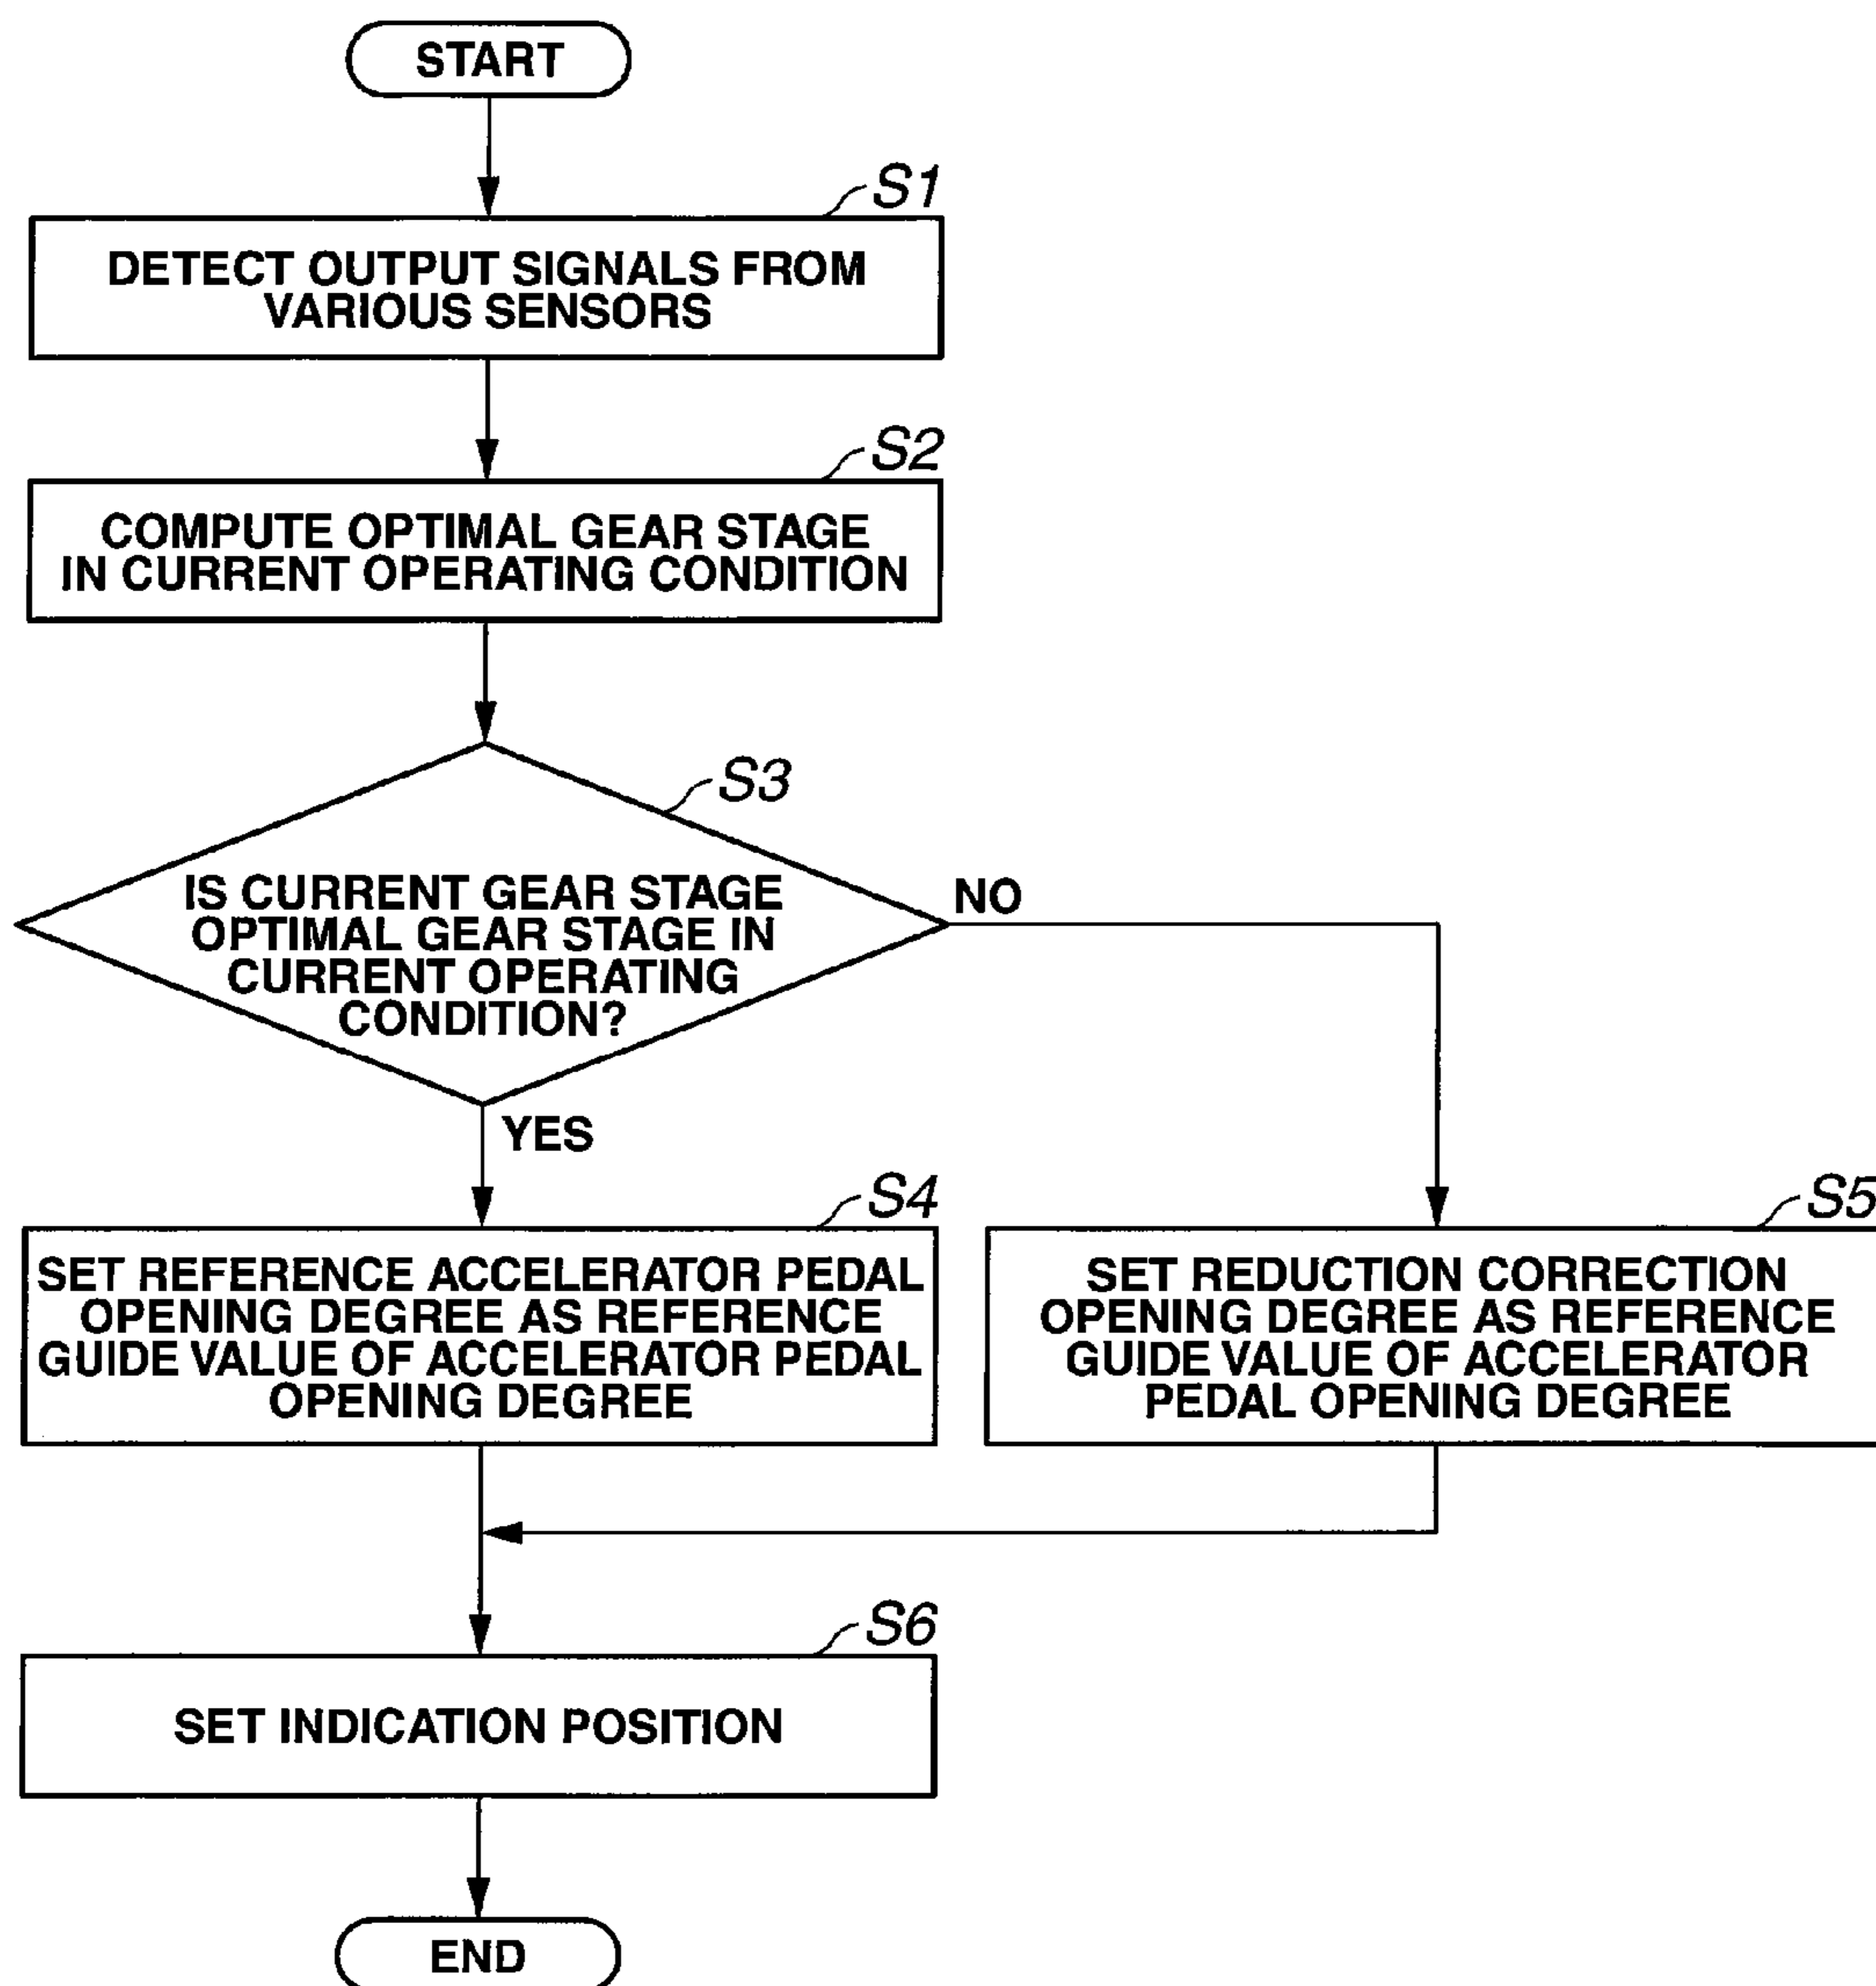 START
S1
DETECT OUTPUT SIGNALS FROM
VARIOUS SENSORS
S2
COMPUTE OPTIMAL GEAR STAGE
IN CURRENT OPERATING CONDITION
S3
IS CURRENT GEAR STAGE
OPTIMAL GEAR STAGE IN
CURRENT OPERATING
CONDITION?
NO
YES
S4
SET REFERENCE ACCELERATOR PEDAL
OPENING DEGREE AS REFERENCE
GUIDE VALUE OF ACCELERATOR PEDAL
OPENING DEGREE
S5
SET REDUCTION CORRECTION
OPENING DEGREE AS REFERENCE
GUIDE VALUE OF ACCELERATOR
PEDAL OPENING DEGREE
S6
SET INDICATION POSITION
END